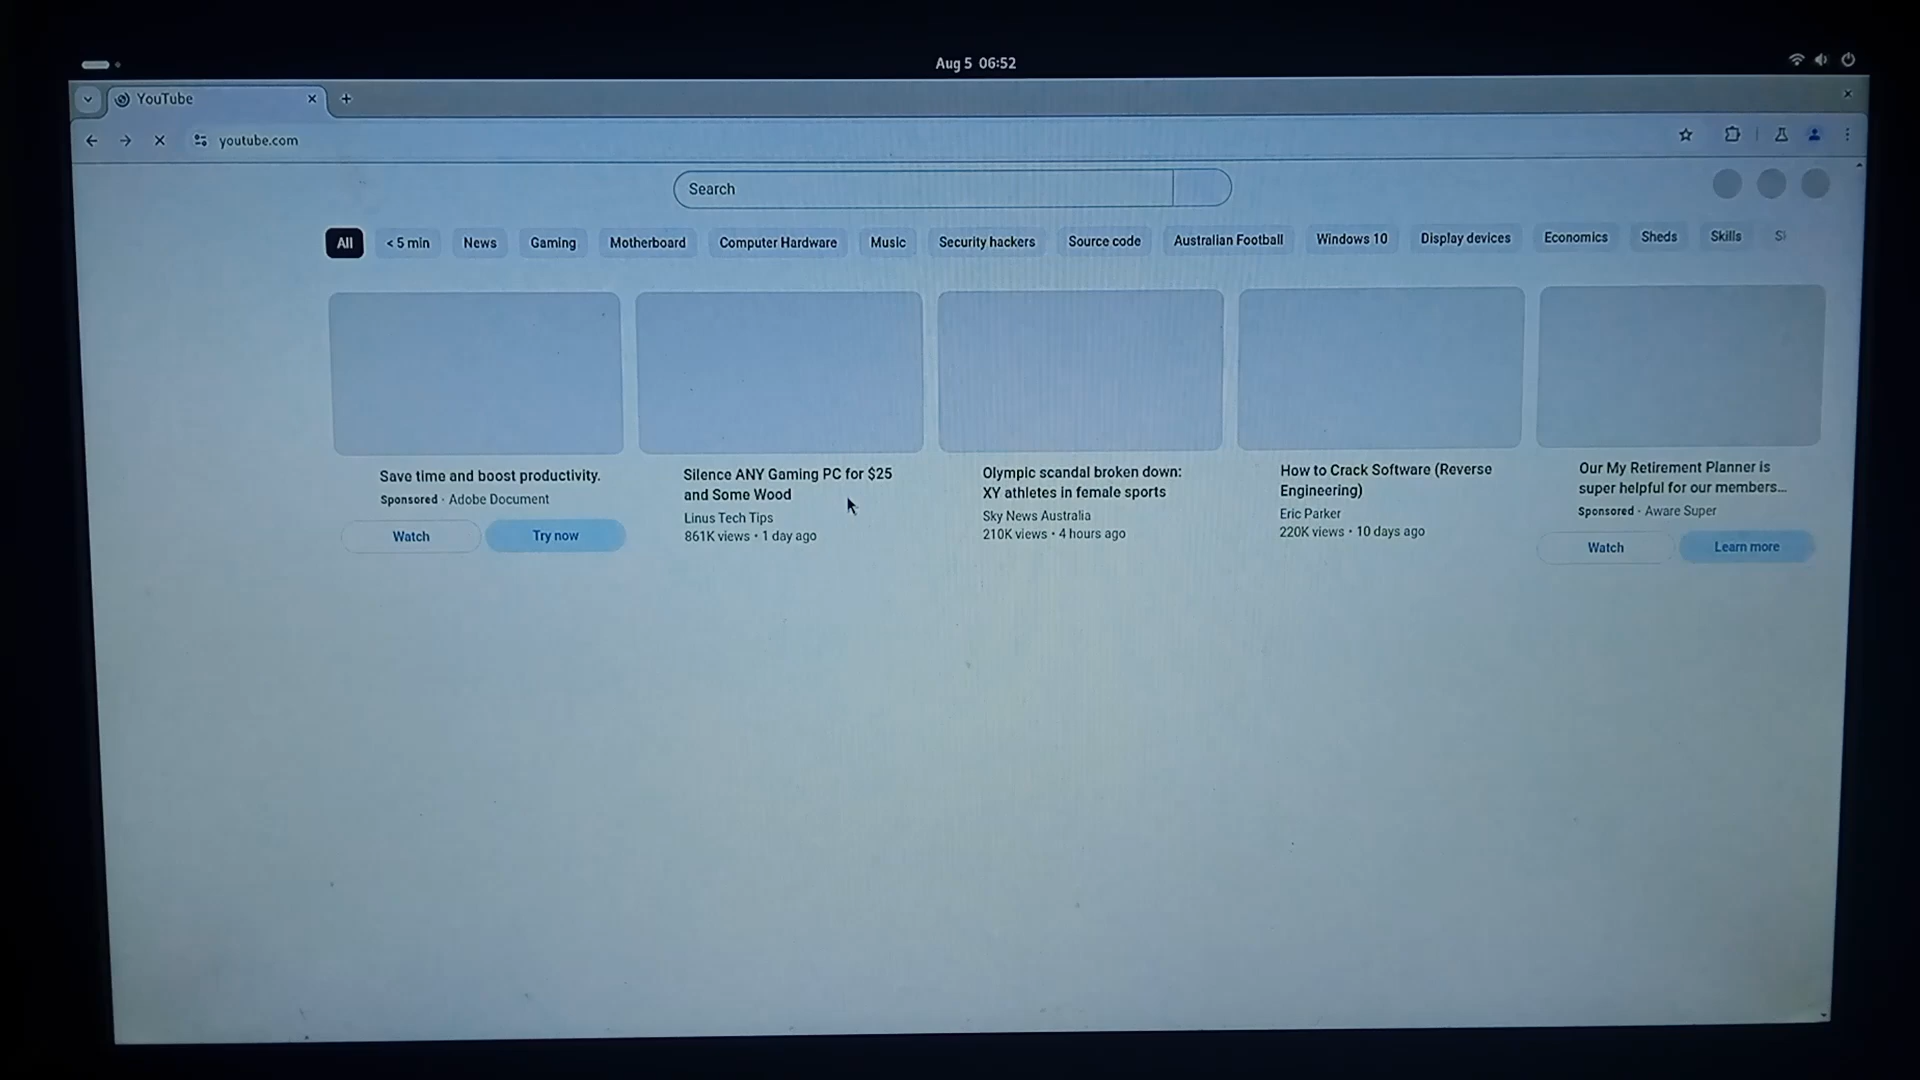 Aug 5 06:52
YouTube
youtube.com
Search
All
< 5 min
News
Gaming
Motherboard
Computer Hardware
Music
Security hackers
Source code
Australian Football
Windows 10
Display devices
Economics
Sheds
Skills
Save time and boost productivity.
Sponsored · Adobe Document
Watch
Try now
Silence ANY Gaming PC for $25
and Some Wood
Linus Tech Tips
861K views • 1 day ago
Olympic scandal broken down:
XY athletes in female sports
Sky News Australia
210K views • 4 hours ago
How to Crack Software (Reverse
Engineering)
Eric Parker
220K views • 10 days ago
Our My Retirement Planner is
super helpful for our members...
Sponsored · Aware Super
Watch
Learn more